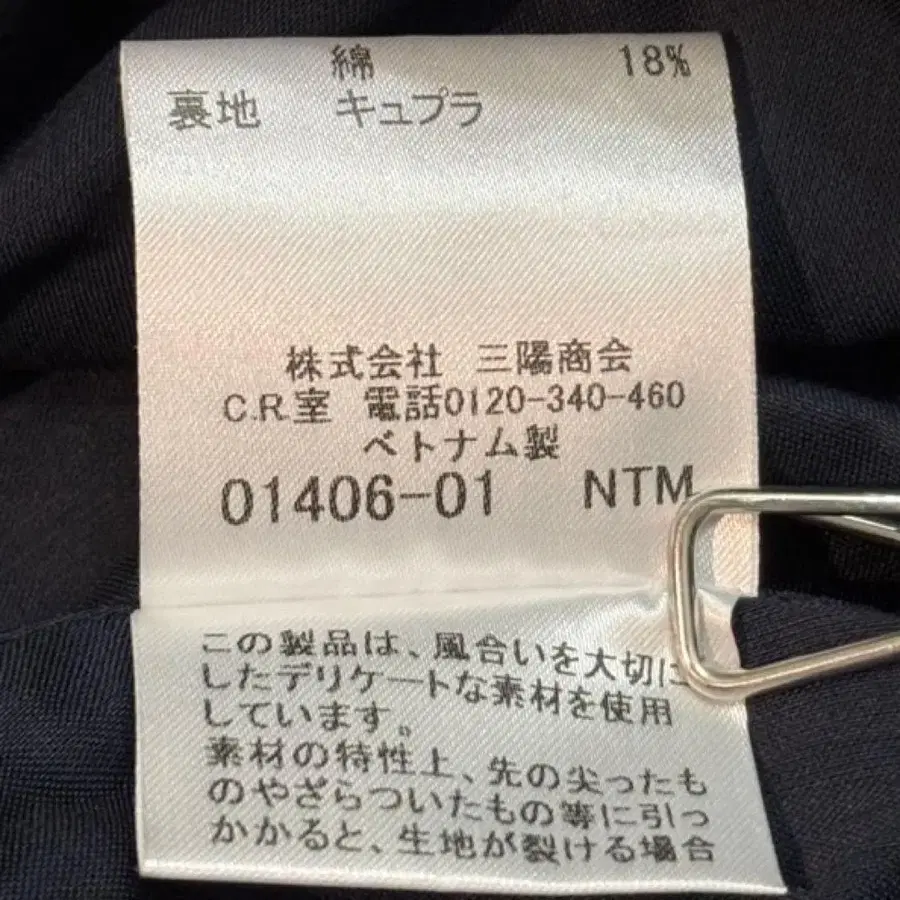 綿 18%
裏地 キュプラ
株式会社 三陽商会
C.R.室 電話0120-340-460
ベトナム製
01406-01 NTM
この製品は、風合いを大切に
したデリケートな素材を使用
しています。
素材の特性上、先の尖ったも
のやざらついたもの等に引っ
かかると、生地が裂ける場合